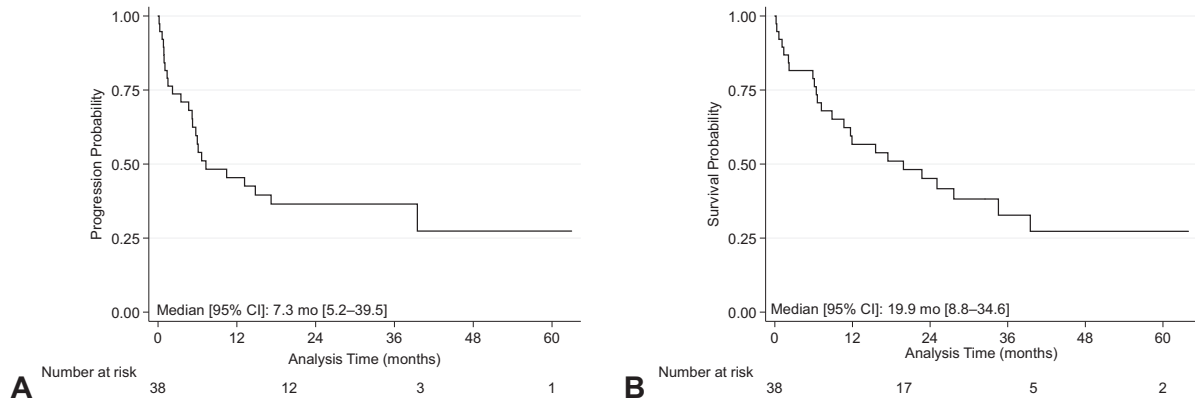 1.00
0.75
0.50
0.25
0.00
Progression Probability
Median [95% CI]: 7.3 mo [5.2–39.5]
0 12 24 36 48 60
Analysis Time (months)
Number at risk
38 12 3 1
A
1.00
0.75
0.50
0.25
0.00
Survival Probability
Median [95% CI]: 19.9 mo [8.8–34.6]
0 12 24 36 48 60
Analysis Time (months)
Number at risk
38 17 5 2
B